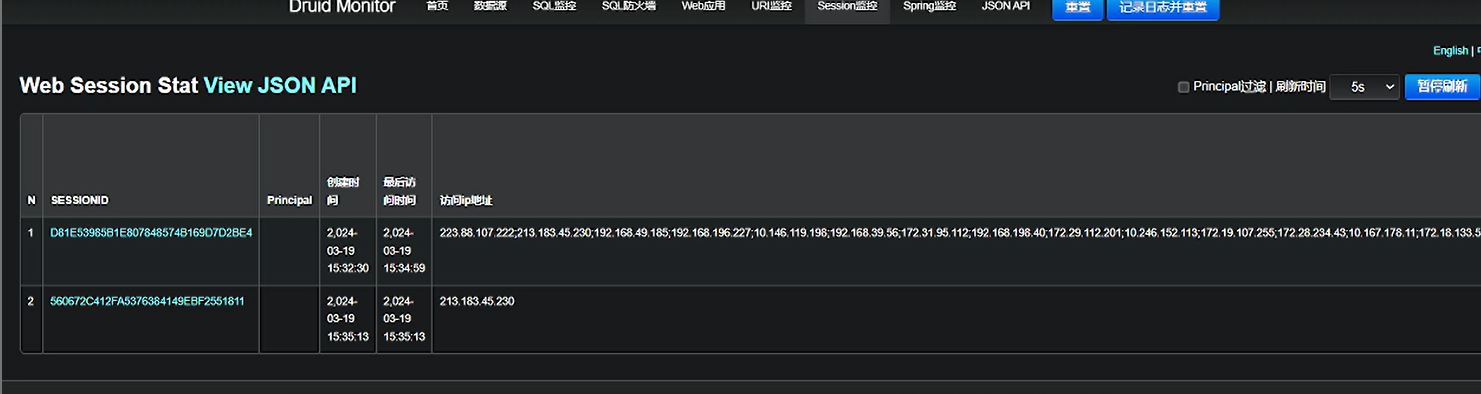 Druid Monitor 首页 数据源 SQL监控 SQL防火墙 Web应用 URI监控 Session监控 Spring监控 JSON API 重置 记录日志并重置
English |
Web Session Stat View JSON API
Principal过滤 | 刷新时间 5s 暂停刷新
N SESSIONID Principal 创建时间 最后访问时间 访问ip地址
1 D81E53985B1E807848574B169D7D2BE4 2,024-03-19 15:32:30 2,024-03-19 15:34:59 223.88.107.222;213.183.45.230;192.168.49.185;192.168.196.227;10.146.119.198;192.168.39.56;172.31.95.112;192.168.198.40;172.29.112.201;10.246.152.113;172.19.107.255;172.28.234.43;10.167.178.11;172.18.133.5
2 560672C412FA5376384149EBF2551811 2,024-03-19 15:35:13 2,024-03-19 15:35:13 213.183.45.230